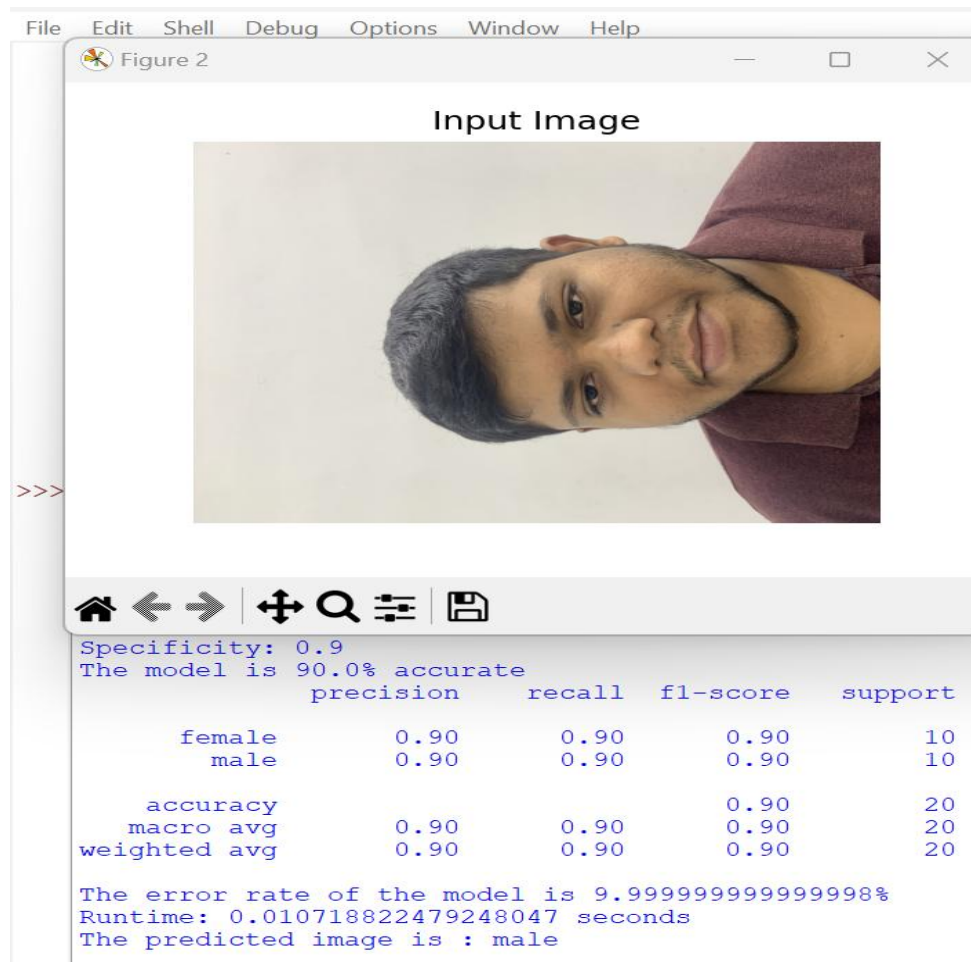 File Edit Shell Debug Options Window Help
Figure 2
Input Image
>>>
Specificity: 0.9
The model is 90.0% accurate
precision recall f1-score support
female 0.90 0.90 0.90 10
male 0.90 0.90 0.90 10
accuracy 0.90 20
macro avg 0.90 0.90 0.90 20
weighted avg 0.90 0.90 0.90 20
The error rate of the model is 9.999999999999998%
Runtime: 0.010718822479248047 seconds
The predicted image is : male